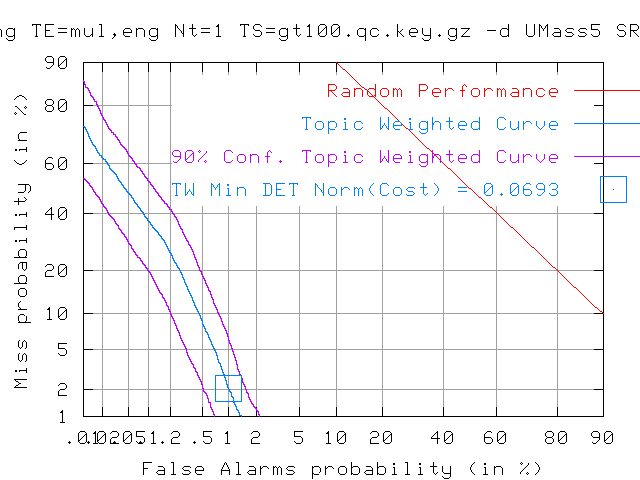 ng TE=mul,eng Nt=1 TS=gt100.qc.key.gz -d UMass5 SR
Random Performance
Topic Weighted Curve
90% Conf. Topic Weighted Curve
TW Min DET Norm(Cost) = 0.0693
Miss probability (in %)
90
80
60
40
20
10
5
2
1
.2 .5 1 2 5 10 20 40 60 80 90
False Alarms probability (in %)